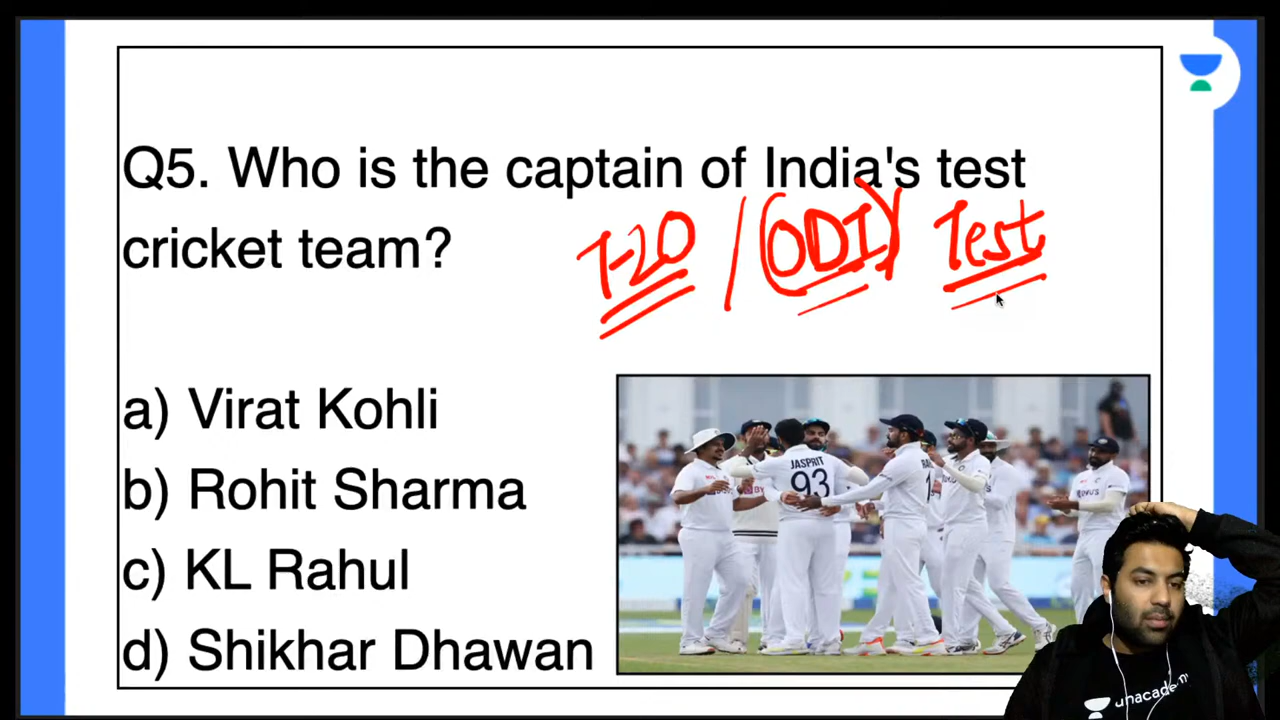 Q5. Who is the captain of India's test
cricket team?
T-20 / (ODI) Test
a) Virat Kohli
b) Rohit Sharma
c) KL Rahul
d) Shikhar Dhawan
JASPRIT
93
unacademy